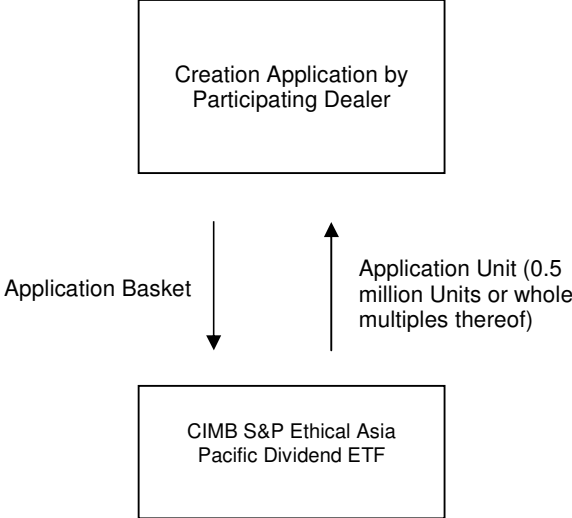 Creation Application by
Participating Dealer
Application Basket
Application Unit (0.5
million Units or whole
multiples thereof)
CIMB S&P Ethical Asia
Pacific Dividend ETF